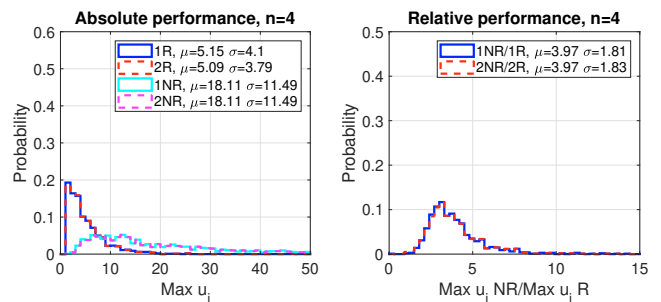 Absolute performance, n=4
0.6
0.5
0.4
0.3
0.2
0.1
0
Probability
1R, μ=5.15 σ=4.1
2R, μ=5.09 σ=3.79
1NR, μ=18.11 σ=11.49
2NR, μ=18.11 σ=11.49
0 10 20 30 40 50
Max u_i
Relative performance, n=4
0.5
0.4
0.3
0.2
0.1
0
Probability
1NR/1R, μ=3.97 σ=1.81
2NR/2R, μ=3.97 σ=1.83
0 5 10 15
Max u_i NR/Max u_i R